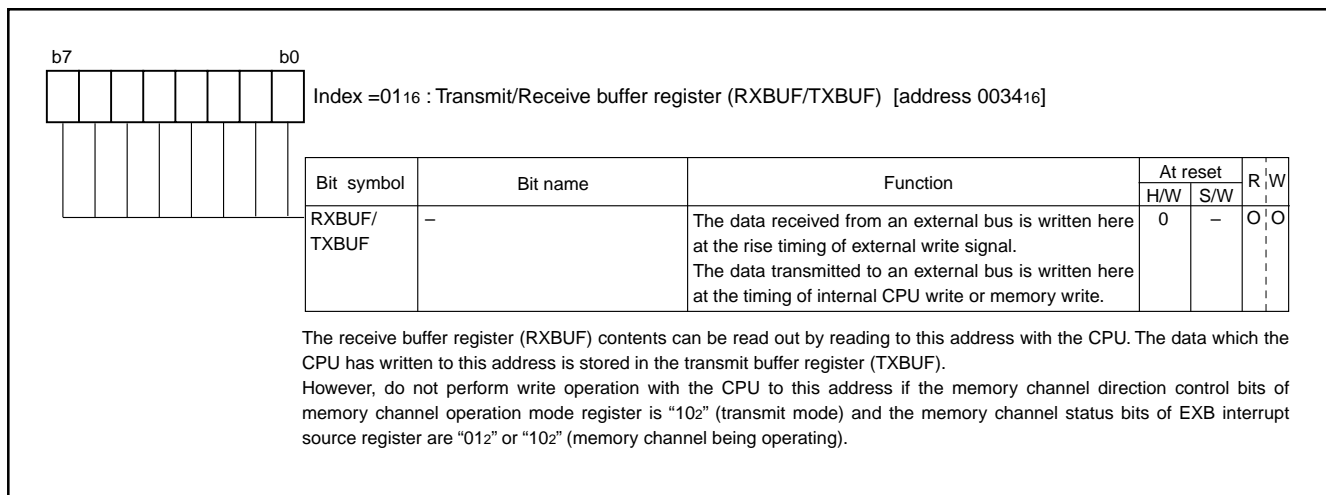 b7 b0
Index =0116 : Transmit/Receive buffer register (RXBUF/TXBUF) [address 003416]
Bit symbol Bit name Function At reset R W
H/W S/W
RXBUF/ – The data received from an external bus is written here 0 – O O
TXBUF at the rise timing of external write signal.
The data transmitted to an external bus is written here
at the timing of internal CPU write or memory write.
The receive buffer register (RXBUF) contents can be read out by reading to this address with the CPU. The data which the
CPU has written to this address is stored in the transmit buffer register (TXBUF).
However, do not perform write operation with the CPU to this address if the memory channel direction control bits of
memory channel operation mode register is “102” (transmit mode) and the memory channel status bits of EXB interrupt
source register are “012” or “102” (memory channel being operating).